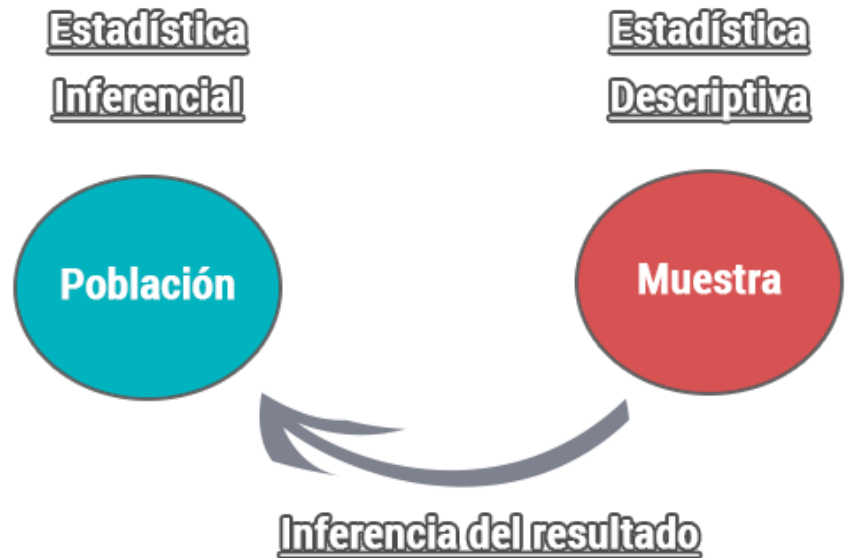 Estadística
Inferencial
Estadística
Descriptiva
Población
Muestra
Inferencia del resultado